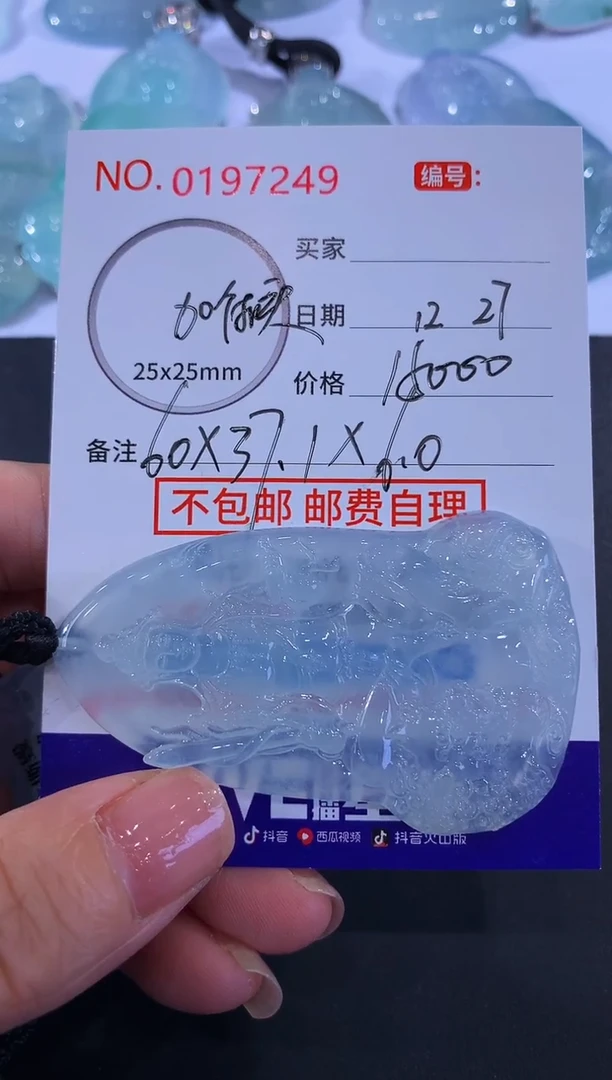 NO. 0197249 编号:
买家
日期 12 27
25x25mm
价格 15000
备注 60X37.1X6.0
不包邮 邮费自理
抖音 西瓜视频 抖音火山版